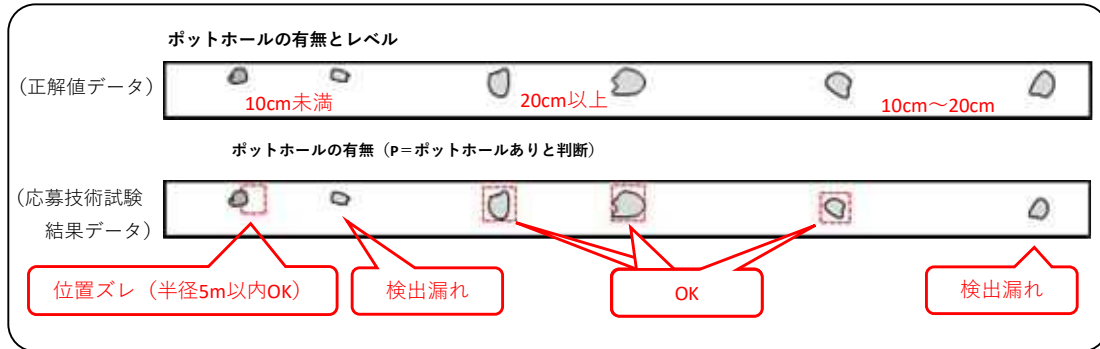 ポットホールの有無とレベル
（正解値データ）
10cm未満
20cm以上
10cm～20cm
ポットホールの有無（P＝ポットホールありと判断）
（応募技術試験
結果データ）
位置ズレ（半径5m以内OK）
検出漏れ
OK
検出漏れ